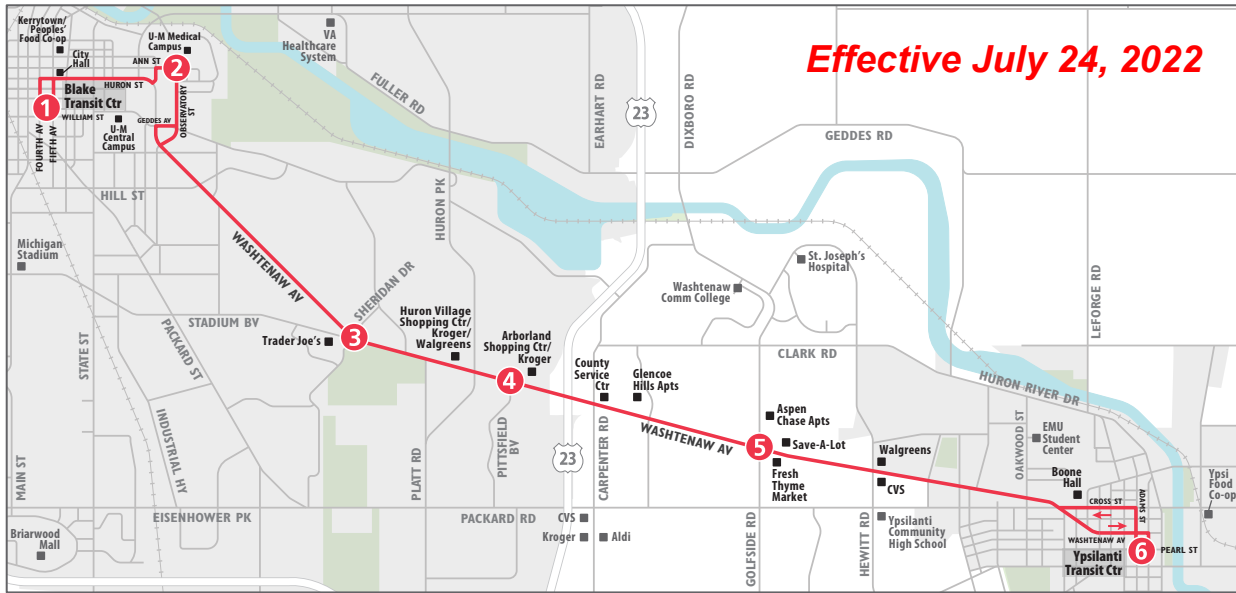 Effective July 24, 2022
Kerrytown/
Peoples'
Food Co-op
City
Hall
U-M Medical
Campus
ANN ST
2
HURON ST
1
Blake
Transit Ctr
WILLIAM ST
U-M
Central
Campus
GEDDES AV
OBSERVATORY
ST
FOURTH AV
FIFTH AV
VA
Healthcare
System
FULLER RD
EARHART RD
23
DIXBORO RD
GEDDES RD
HILL ST
HURON PK
Michigan
Stadium
WASHTENAW AV
SHERIDAN DR
STADIUM BV
Trader Joe's
3
Huron Village
Shopping Ctr/
Kroger/
Walgreens
Arborland
Shopping Ctr/
Kroger
4
Washtenaw
Comm College
St. Joseph's
Hospital
LEFORGE RD
STATE ST
PACKARD ST
County
Service
Ctr
Glencoe
Hills Apts
CLARK RD
HURON RIVER DR
INDUSTRIAL HY
MAIN ST
PLATT RD
PITTSFIELD
BV
23
CARPENTER RD
WASHTENAW AV
Aspen
Chase Apts
5
Save-A-Lot
Fresh
Thyme
Market
Walgreens
CVS
OAKWOOD ST
EMU
Student
Center
Boone
Hall
CROSS ST
ADAMS ST
Ypsi
Food
Co-op
EISENHOWER PK
PACKARD RD
CVS
Kroger
Aldi
GOLFSIDE RD
HEWITT RD
Ypsilanti
Community
High School
WASHTENAW AV
6
PEARL ST
Ypsilanti
Transit Ctr
Briarwood
Mall